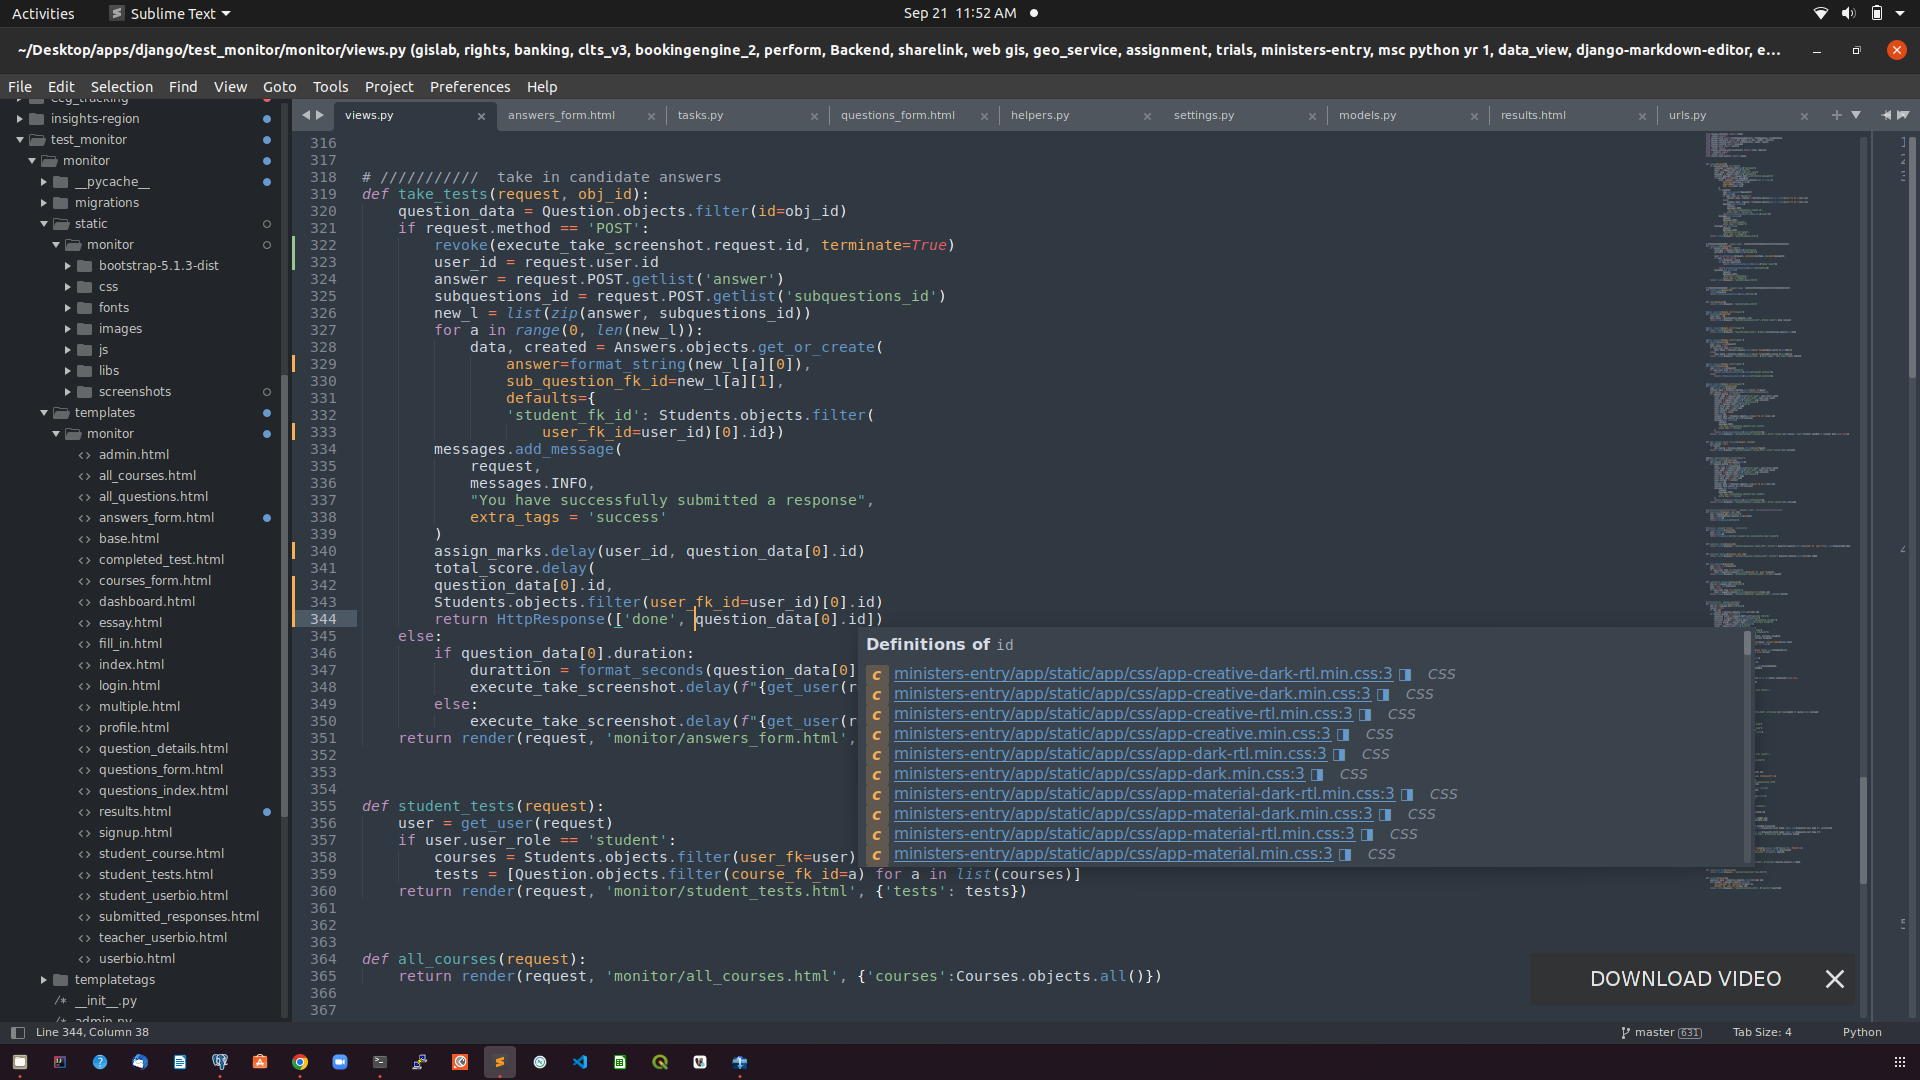 Activities
Sublime Text
Sep 21 11:52 AM
~/Desktop/apps/django/test_monitor/monitor/views.py (gislab, rights, banking, clts_v3, bookingengine_2, perform, Backend, sharelink, web gis, geo_service, assignment, trials, ministers-entry, msc python yr 1, data_view, django-markdown-editor, e...
File Edit Selection Find View Goto Tools Project Preferences Help
insights-region
test_monitor
monitor
__pycache__
migrations
static
monitor
bootstrap-5.1.3-dist
css
fonts
images
js
libs
screenshots
templates
monitor
admin.html
all_courses.html
all_questions.html
answers_form.html
base.html
completed_test.html
courses_form.html
dashboard.html
essay.html
fill_in.html
index.html
login.html
multiple.html
profile.html
question_details.html
questions_form.html
questions_index.html
results.html
signup.html
student_course.html
student_tests.html
student_userbio.html
submitted_responses.html
teacher_userbio.html
userbio.html
templatetags
__init__.py
admin.py
views.py answers_form.html tasks.py questions_form.html helpers.py settings.py models.py results.html urls.py
316
317
318 # /////////// take in candidate answers
319 def take_tests(request, obj_id):
320 question_data = Question.objects.filter(id=obj_id)
321 if request.method == 'POST':
322 revoke(execute_take_screenshot.request.id, terminate=True)
323 user_id = request.user.id
324 answer = request.POST.getlist('answer')
325 subquestions_id = request.POST.getlist('subquestions_id')
326 new_l = list(zip(answer, subquestions_id))
327 for a in range(0, len(new_l)):
328 data, created = Answers.objects.get_or_create(
329 answer=format_string(new_l[a][0]),
330 sub_question_fk_id=new_l[a][1],
331 defaults={
332 'student_fk_id': Students.objects.filter(
333 user_fk_id=user_id)[0].id})
334 messages.add_message(
335 request,
336 messages.INFO,
337 "You have successfully submitted a response",
338 extra_tags = 'success'
339 )
340 assign_marks.delay(user_id, question_data[0].id)
341 total_score.delay(
342 question_data[0].id,
343 Students.objects.filter(user_fk_id=user_id)[0].id)
344 return HttpResponse(['done', question_data[0].id])
345 else:
346 if question_data[0].duration:
347 durattion = format_seconds(question_data[0]
348 execute_take_screenshot.delay(f"{get_user(r
349 else:
350 execute_take_screenshot.delay(f"{get_user(r
351 return render(request, 'monitor/answers_form.html',
352
353
354
355 def student_tests(request):
356 user = get_user(request)
357 if user.user_role == 'student':
358 courses = Students.objects.filter(user_fk=user)
359 tests = [Question.objects.filter(course_fk_id=a) for a in list(courses)]
360 return render(request, 'monitor/student_tests.html', {'tests': tests})
361
362
363
364 def all_courses(request):
365 return render(request, 'monitor/all_courses.html', {'courses':Courses.objects.all()})
366
367
Definitions of id
c ministers-entry/app/static/app/css/app-creative-dark-rtl.min.css:3 CSS
c ministers-entry/app/static/app/css/app-creative-dark.min.css:3 CSS
c ministers-entry/app/static/app/css/app-creative-rtl.min.css:3 CSS
c ministers-entry/app/static/app/css/app-creative.min.css:3 CSS
c ministers-entry/app/static/app/css/app-dark-rtl.min.css:3 CSS
c ministers-entry/app/static/app/css/app-dark.min.css:3 CSS
c ministers-entry/app/static/app/css/app-material-dark-rtl.min.css:3 CSS
c ministers-entry/app/static/app/css/app-material-dark.min.css:3 CSS
c ministers-entry/app/static/app/css/app-material-rtl.min.css:3 CSS
c ministers-entry/app/static/app/css/app-material.min.css:3 CSS
DOWNLOAD VIDEO
Line 344, Column 38
master 631
Tab Size: 4
Python